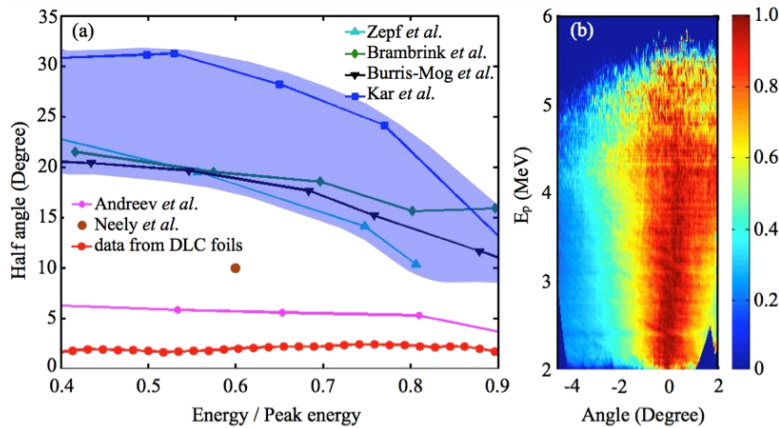 (a)
Zepf et al.
Brambrink et al.
Burris-Mog et al.
Kar et al.
Andreev et al.
Neely et al.
data from DLC foils
Half angle (Degree)
35
30
25
20
15
10
5
0
0.4 0.5 0.6 0.7 0.8 0.9
Energy / Peak energy
(b)
Ep (MeV)
6
5
4
3
2
-4 -2 0 2
Angle (Degree)
1.0
0.8
0.6
0.4
0.2
0